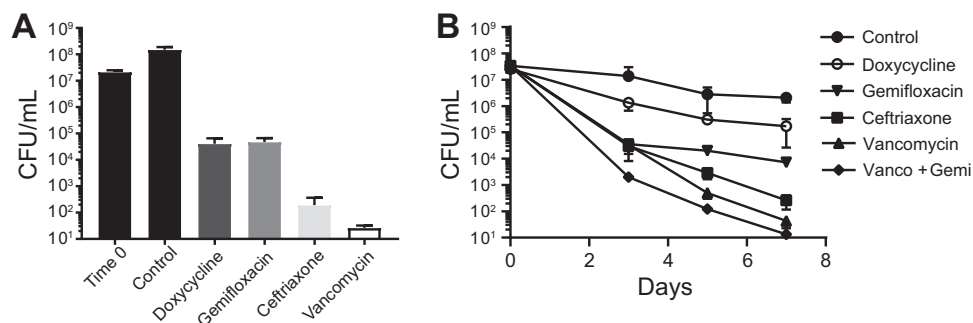 A
CFU/mL
10⁹
10⁸
10⁷
10⁶
10⁵
10⁴
10³
10²
10¹
Time 0
Control
Doxycycline
Gemifloxacin
Ceftriaxone
Vancomycin
B
CFU/mL
10⁹
10⁸
10⁷
10⁶
10⁵
10⁴
10³
10²
10¹
0 2 4 6 8
Days
Control
Doxycycline
Gemifloxacin
Ceftriaxone
Vancomycin
Vanco + Gemi